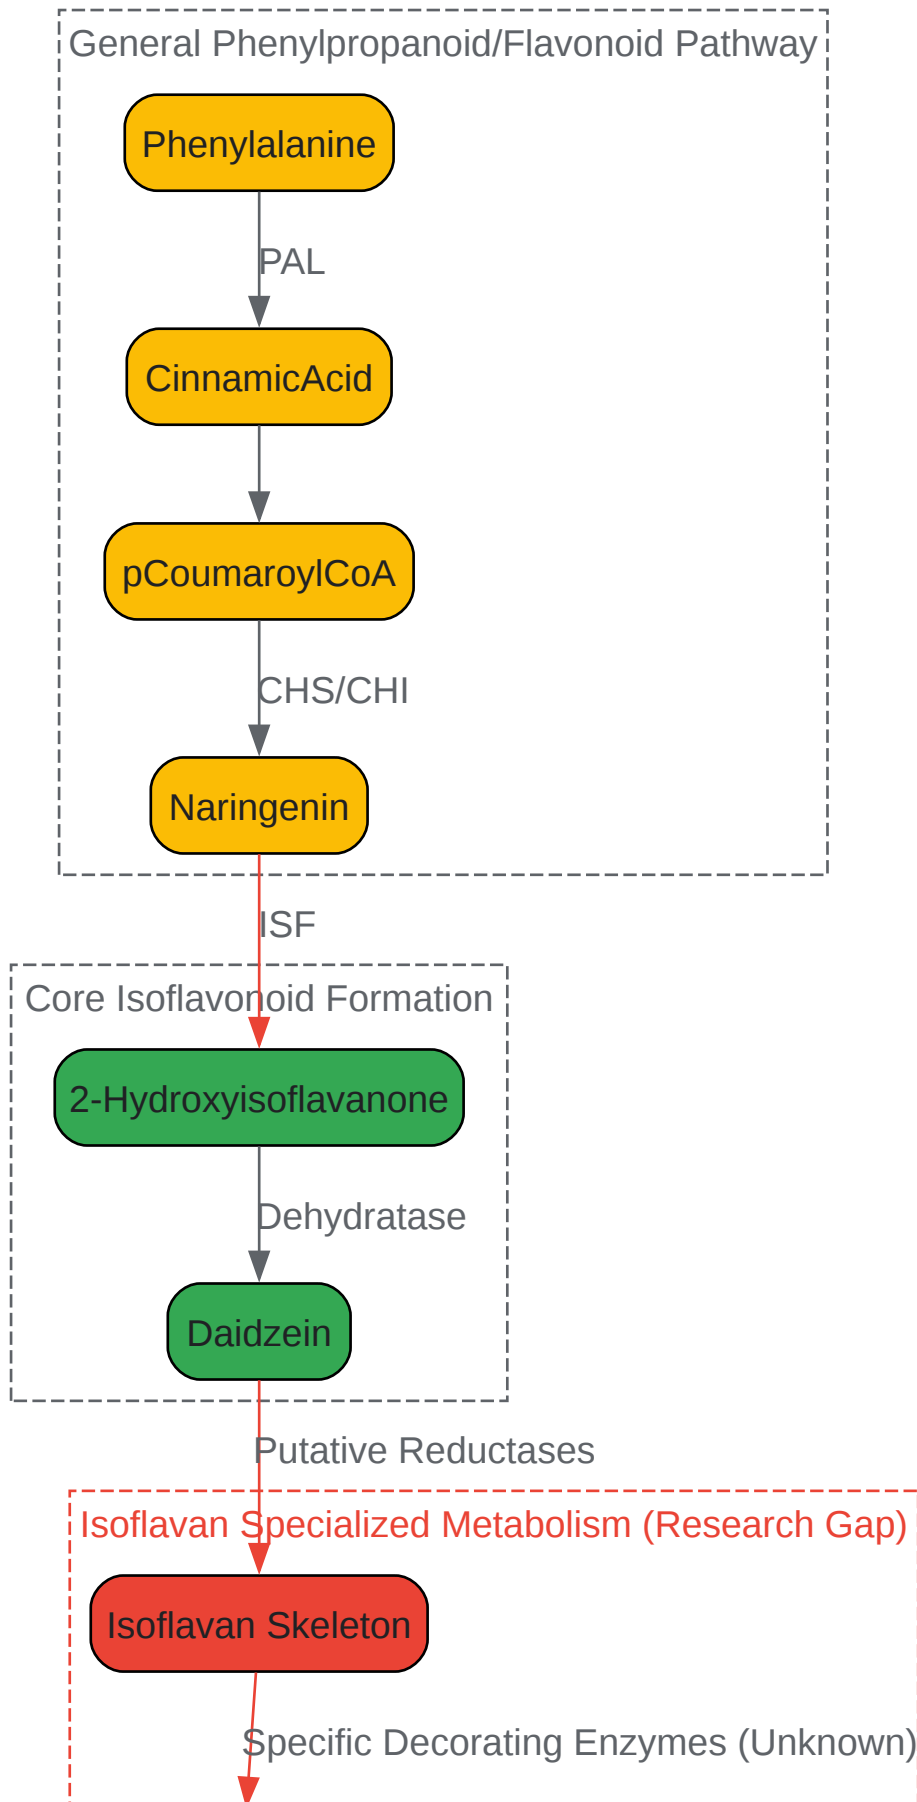 General Phenylpropanoid/Flavonoid Pathway
Phenylalanine
PAL
CinnamicAcid
pCoumaroylCoA
CHS/CHI
Naringenin
ISF
Core Isoflavonoid Formation
2-Hydroxyisoflavanone
Dehydratase
Daidzein
Putative Reductases
Isoflavan Specialized Metabolism (Research Gap)
Isoflavan Skeleton
Specific Decorating Enzymes (Unknown)